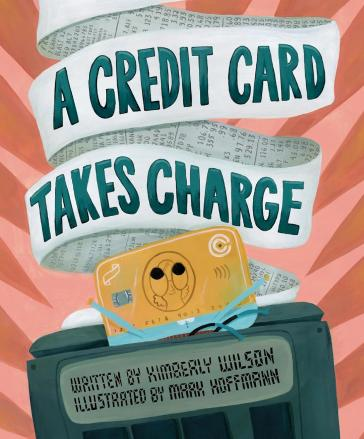 A CREDIT CARD
TAKES CHARGE
WRITTEN BY KIMBERLY WILSON
ILLUSTRATED BY MARK HOFFMANN